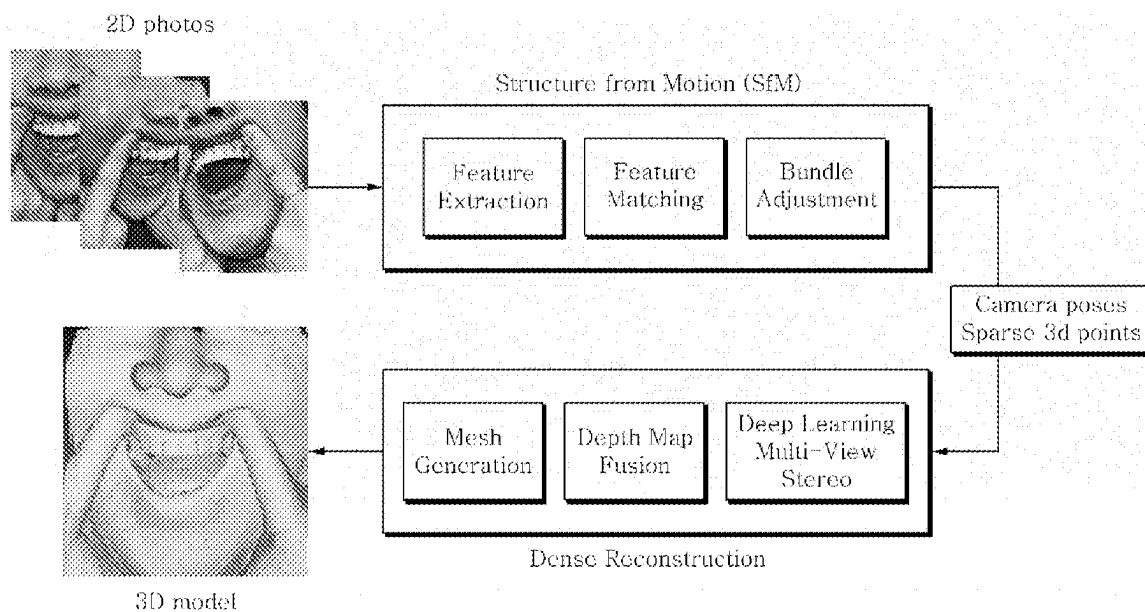 2D photos
Structure from Motion (SfM)
Feature
Extraction
Feature
Matching
Bundle
Adjustment
Camera poses
Sparse 3d points
Deep Learning
Multi-View
Stereo
Depth Map
Fusion
Mesh
Generation
Dense Reconstruction
3D model